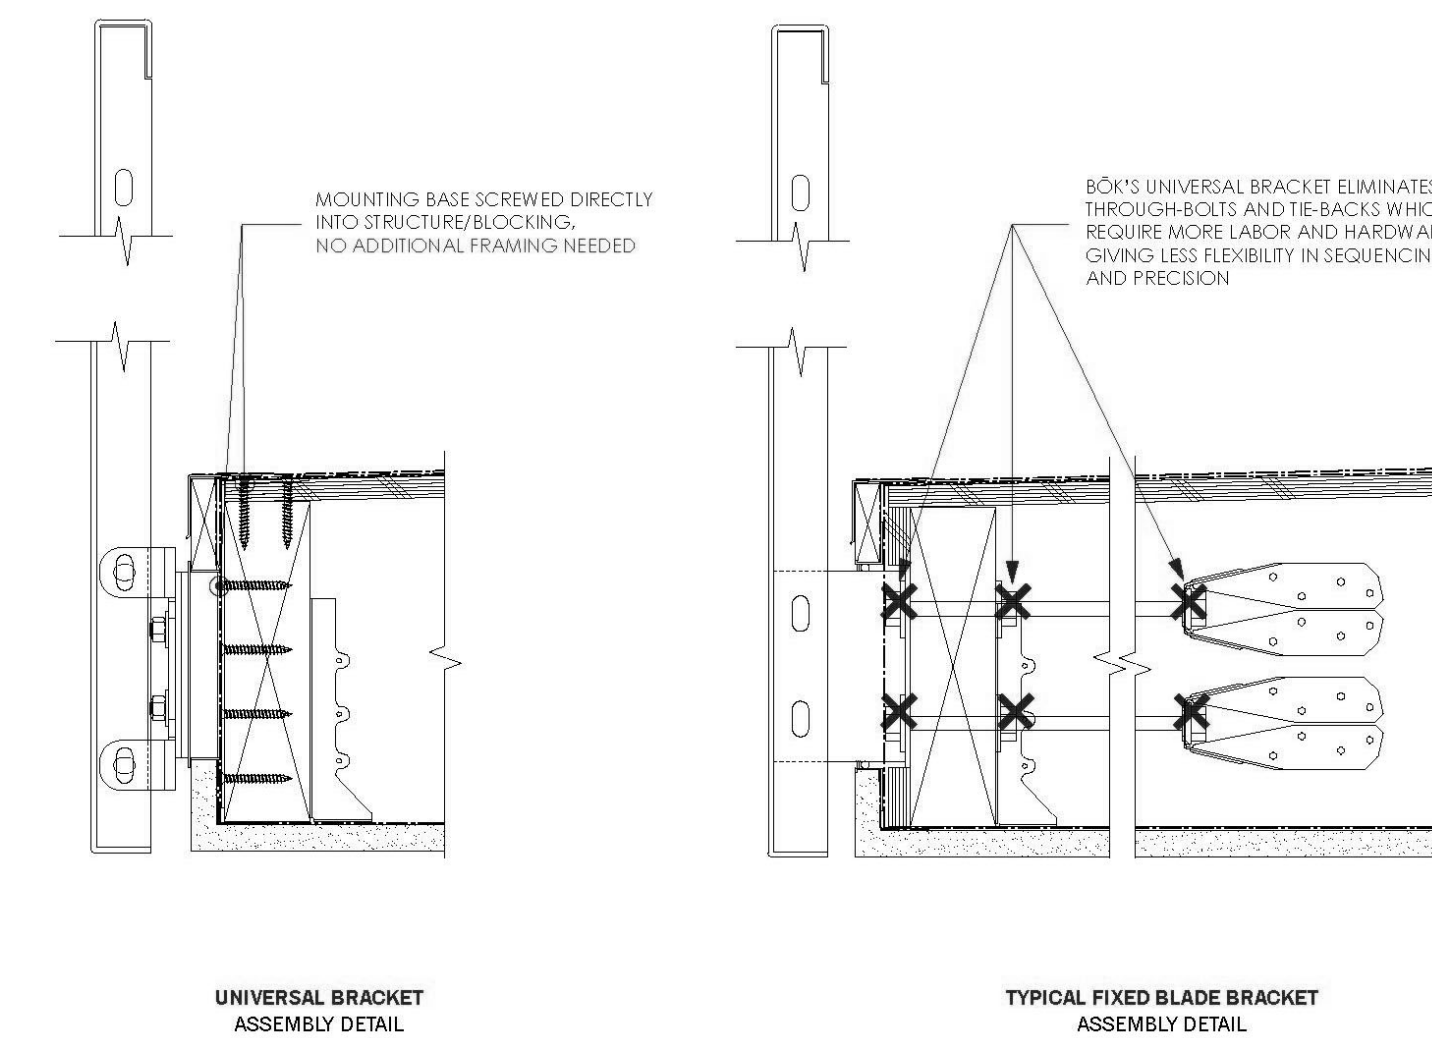 MOUNTING BASE SCREWED DIRECTLY
INTO STRUCTURE/BLOCKING,
NO ADDITIONAL FRAMING NEEDED
BŌK'S UNIVERSAL BRACKET ELIMINATES
THROUGH-BOLTS AND TIE-BACKS
REQUIRE MORE LABOR AND
GIVING LESS FLEXIBILITY IN
AND PRECISION
UNIVERSAL BRACKET
ASSEMBLY DETAIL
TYPICAL FIXED BLADE BRACKET
ASSEMBLY DETAIL